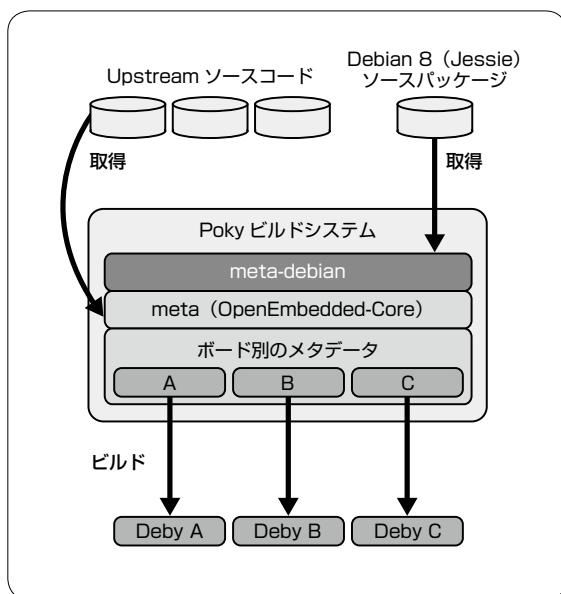 Upstream ソースコード
Debian 8（Jessie）
ソースパッケージ
取得
取得
Poky ビルドシステム
meta-debian
meta（OpenEmbedded-Core）
ボード別のメタデータ
A
B
C
ビルド
Deby A
Deby B
Deby C